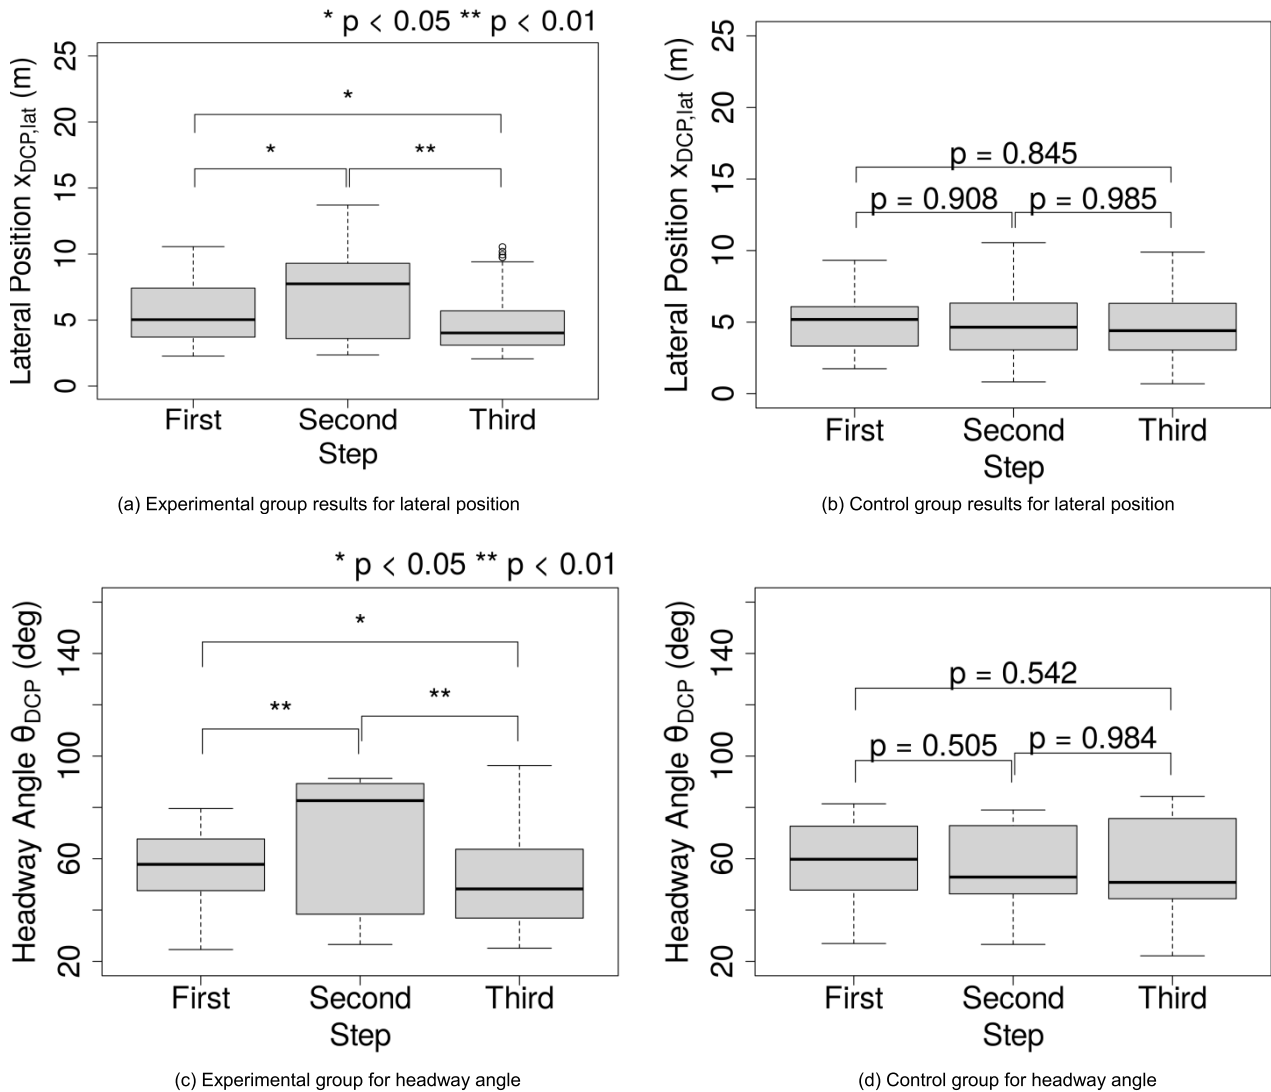 * p < 0.05 ** p < 0.01
Lateral Position x_DCP,lat (m)
25
20
15
10
5
0
*
*
**
First Second Third
Step
(a) Experimental group results for lateral position
Lateral Position x_DCP,lat (m)
25
20
15
10
5
0
p = 0.845
p = 0.908 p = 0.985
First Second Third
Step
(b) Control group results for lateral position
* p < 0.05 ** p < 0.01
Headway Angle θ_DCP (deg)
140
100
60
20
*
**
**
First Second Third
Step
(c) Experimental group for headway angle
Headway Angle θ_DCP (deg)
140
100
60
20
p = 0.542
p = 0.505 p = 0.984
First Second Third
Step
(d) Control group for headway angle